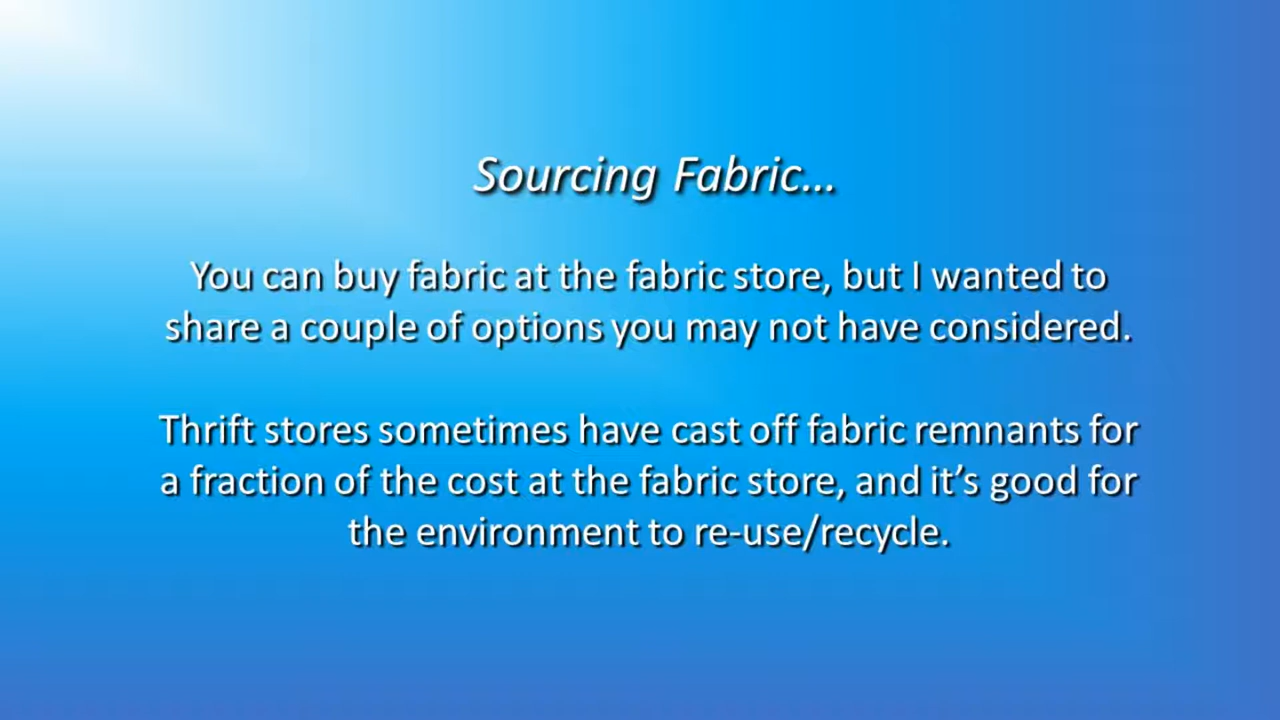 Sourcing Fabric...
You can buy fabric at the fabric store, but I wanted to
share a couple of options you may not have considered.
Thrift stores sometimes have cast off fabric remnants for
a fraction of the cost at the fabric store, and it’s good for
the environment to re-use/recycle.